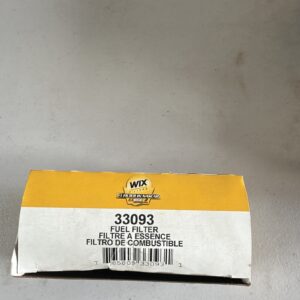 WIX
33093
FUEL FILTER
FILTRE A ESSENCE
FILTRO DE COMBUSTIBLE